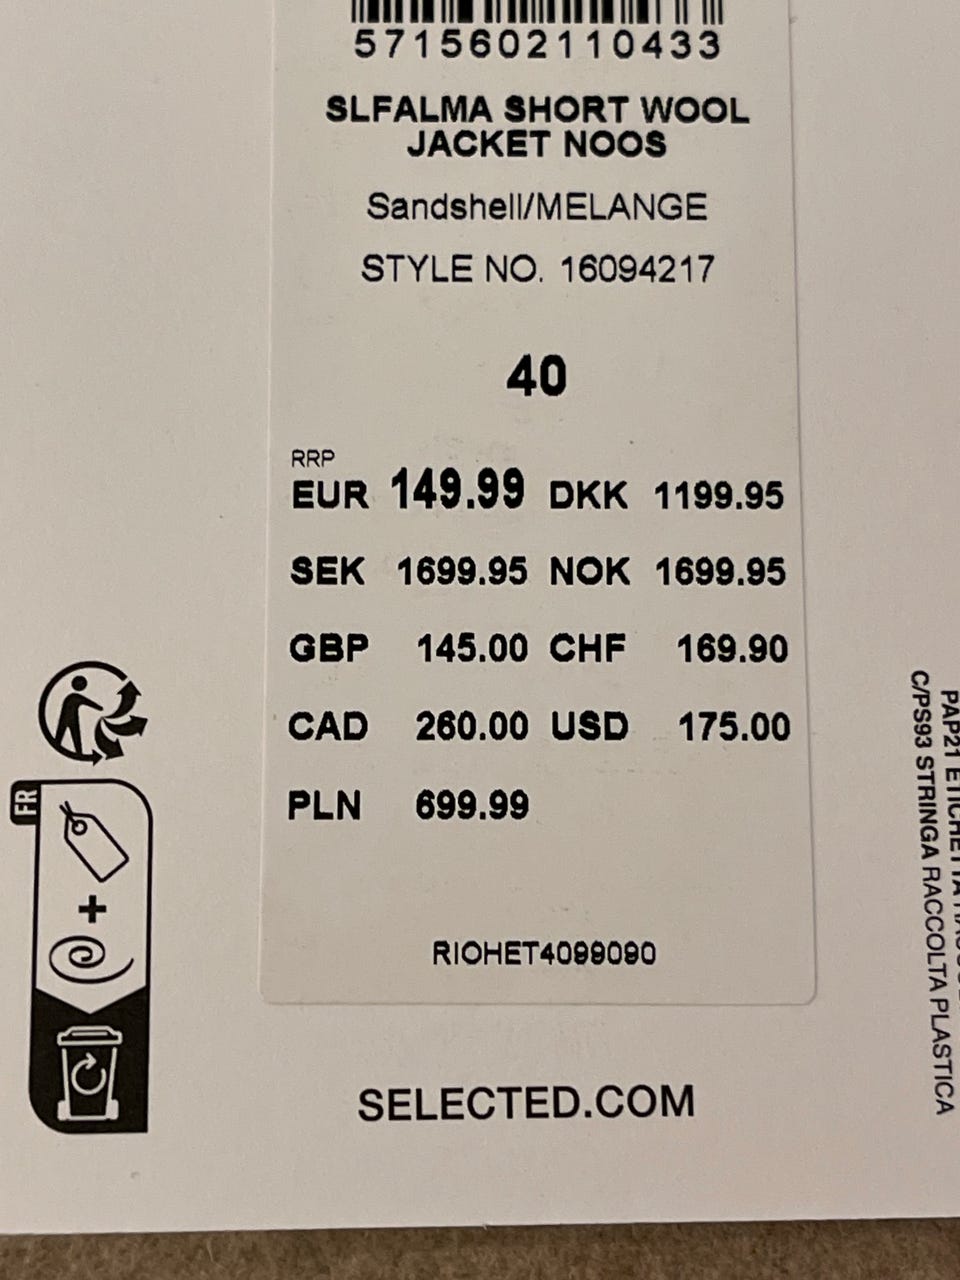 5715602110433
SLFALMA SHORT WOOL
JACKET NOOS
Sandshell/MELANGE
STYLE NO. 16094217
40
RRP
EUR 149.99 DKK 1199.95
SEK 1699.95 NOK 1699.95
GBP 145.00 CHF 169.90
CAD 260.00 USD 175.00
PLN 699.99
RIOHET4099090
SELECTED.COM
FR
+
PAP21
C/PS93 STRINGA RACCOLTA PLASTICA